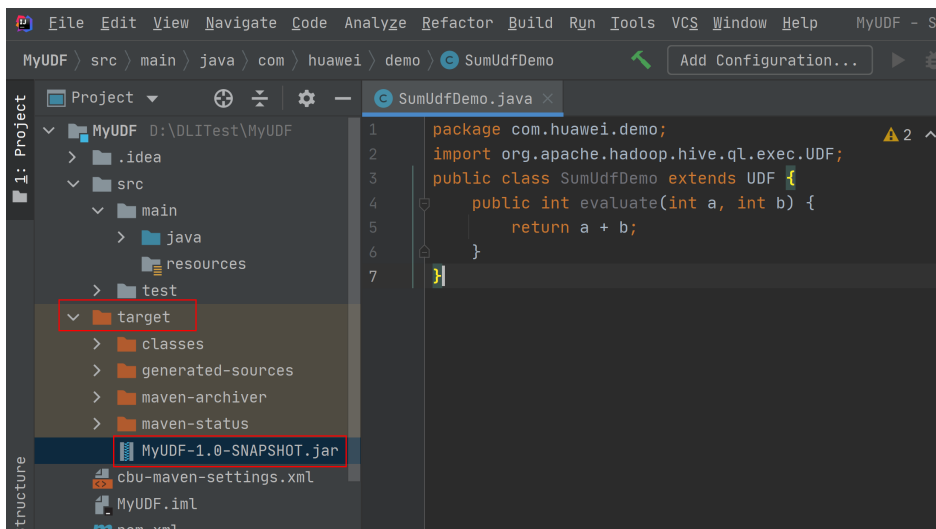 File Edit View Navigate Code Analyze Refactor Build Run Tools VCS Window Help MyUDF - S
MyUDF src main java com huawei demo SumUdfDemo Add Configuration...
1: Project
Project
SumUdfDemo.java
MyUDF D:\DLITest\MyUDF
.idea
src
main
java
resources
test
target
classes
generated-sources
maven-archiver
maven-status
MyUDF-1.0-SNAPSHOT.jar
cbu-maven-settings.xml
MyUDF.iml
pom.xml
1 package com.huawei.demo;
2 import org.apache.hadoop.hive.ql.exec.UDF;
3 public class SumUdfDemo extends UDF {
4 public int evaluate(int a, int b) {
5 return a + b;
6 }
7 }
2